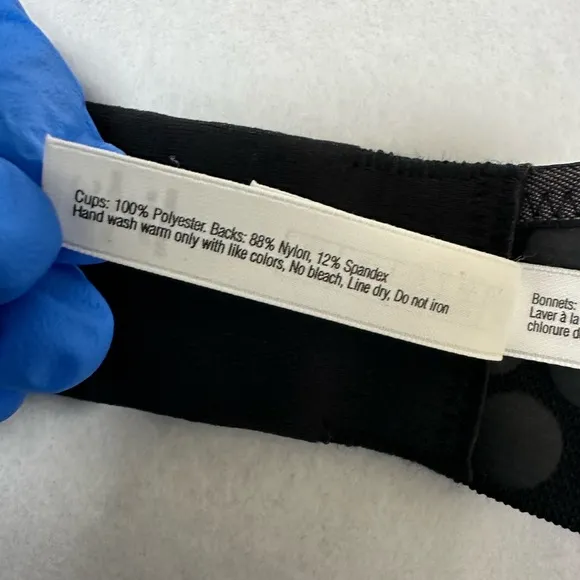 Cups: 100% Polyester. Backs: 88% Nylon, 12% Spandex
Hand wash warm only with like colors, No bleach, Line dry, Do not iron
Bonnets:
Laver à la
chlorure d